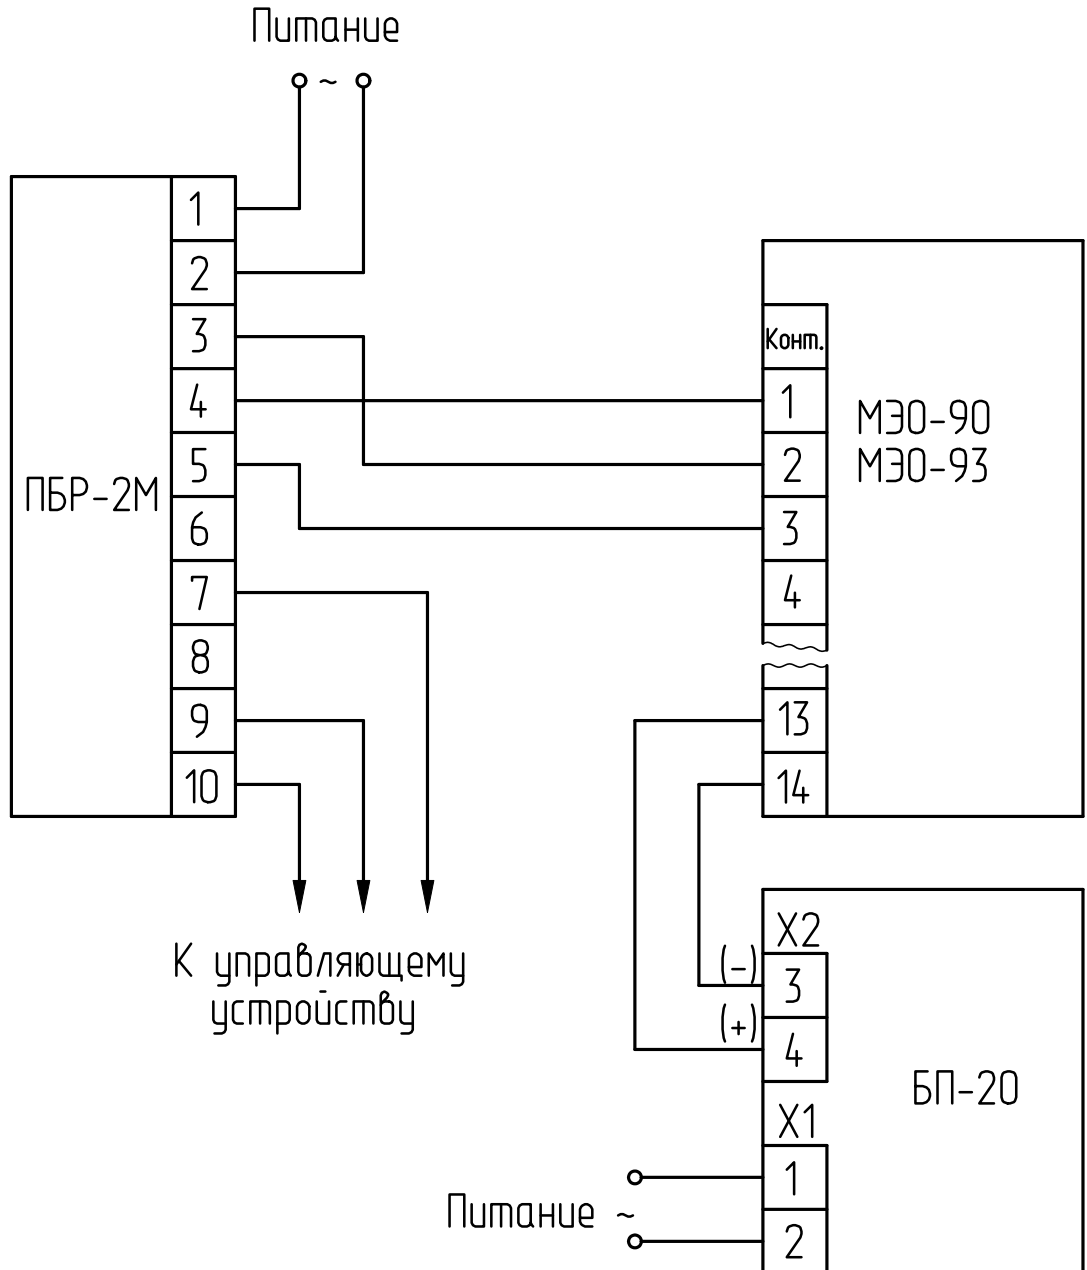 Питание
~
ПБР-2М
1
2
3
4
5
6
7
8
9
10
Конт.
1
2
3
4
13
14
МЭО-90
МЭО-93
К управляющему
устройству
Х2
(-)
3
(+)
4
БП-20
Х1
1
2
Питание ~